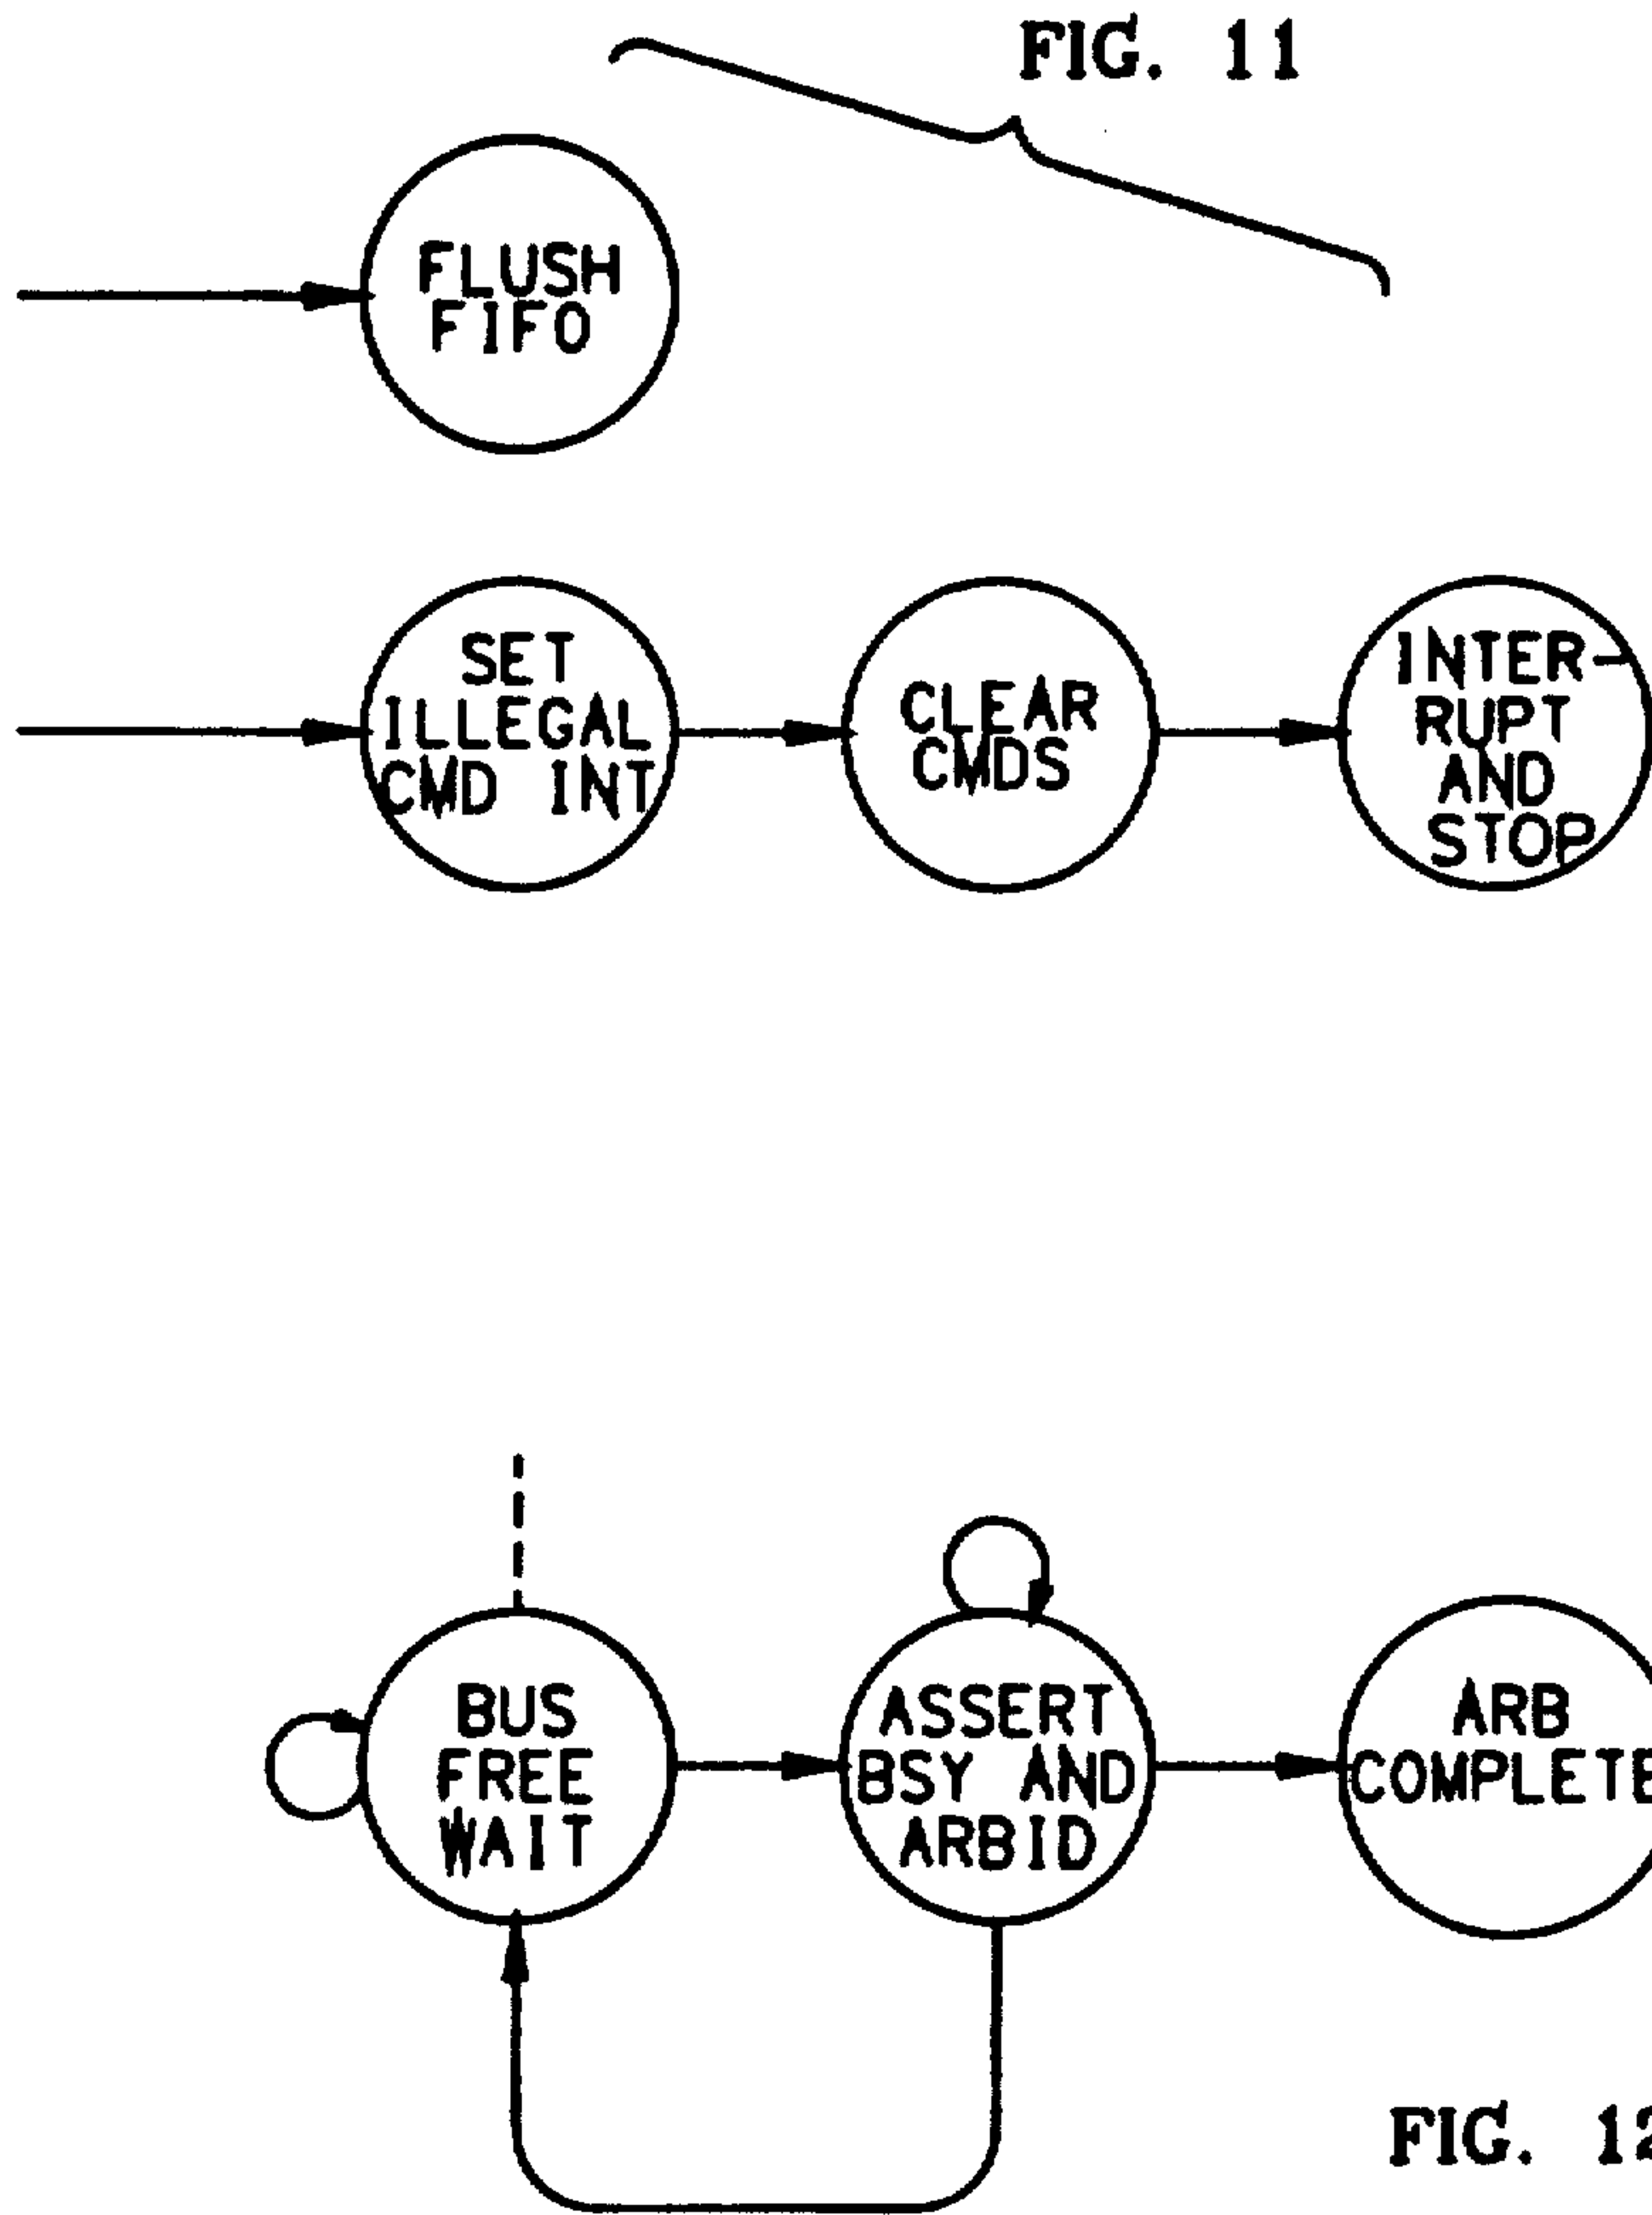 FIG. 11
FLUSH
FIFO
SET
ILLEGAL
CMD INT
CLEAR
CMDS
INTER-
RUPT
AND
STOP
BUS
FREE
WAIT
ASSERT
BSY AND
ARBID
ARB
COMPLETE
FIG. 12